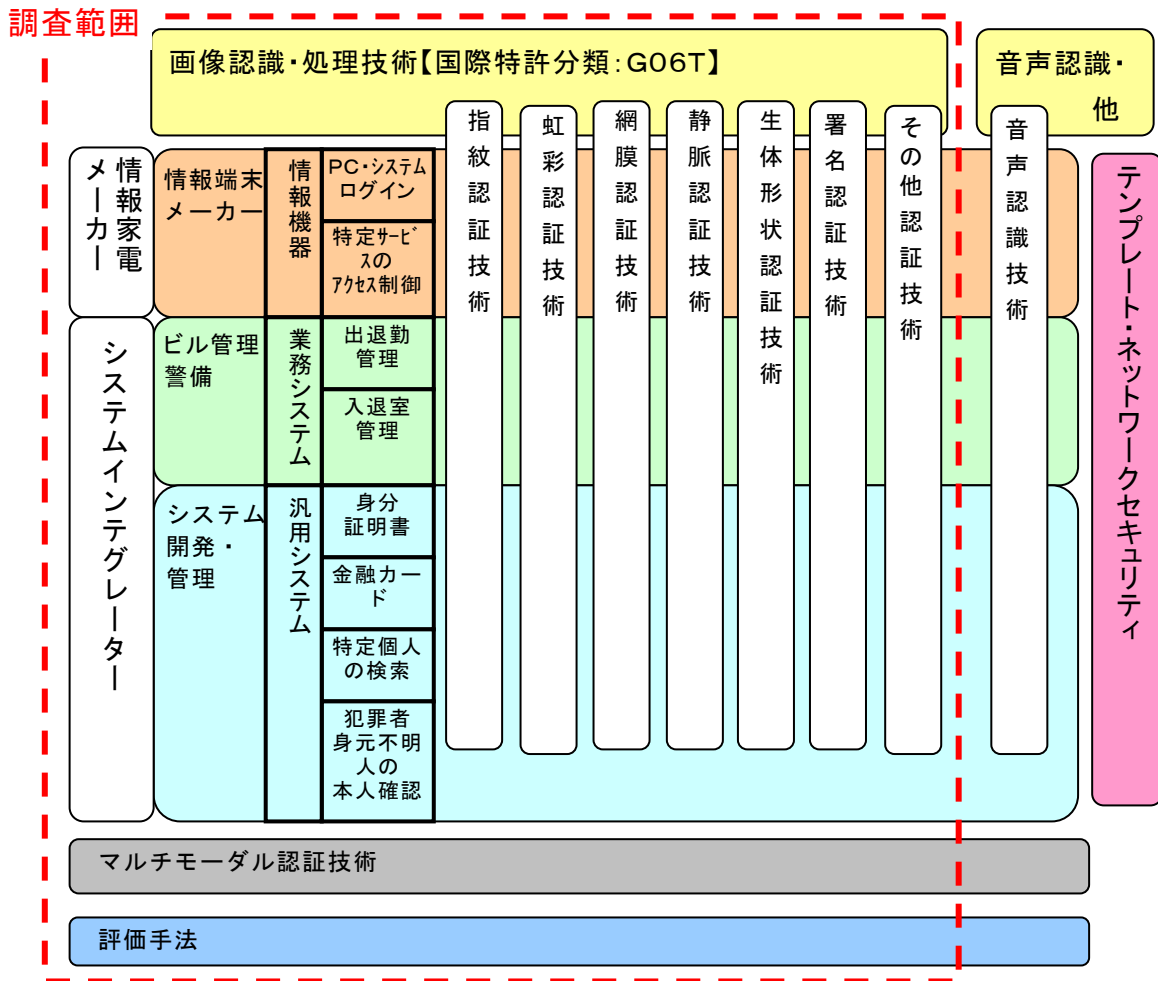 調査範囲
画像認識・処理技術【国際特許分類：G06T】
音声認識・
他
指紋認証技術
虹彩認証技術
網膜認証技術
静脈認証技術
生体形状認証技術
署名認証技術
その他認証技術
音声認識技術
情報家電
メーカー
情報端末
メーカー
情報機器
PC・システム
ログイン
特定サービ
スの
アクセス制御
システムインテグレーター
ビル管理
警備
業務システム
出退勤
管理
入退室
管理
システム
開発・
管理
汎用システム
身分
証明書
金融カー
ド
特定個人
の検索
犯罪者
身元不明
人の
本人確認
テンプレート・ネットワークセキュリティ
マルチモーダル認証技術
評価手法